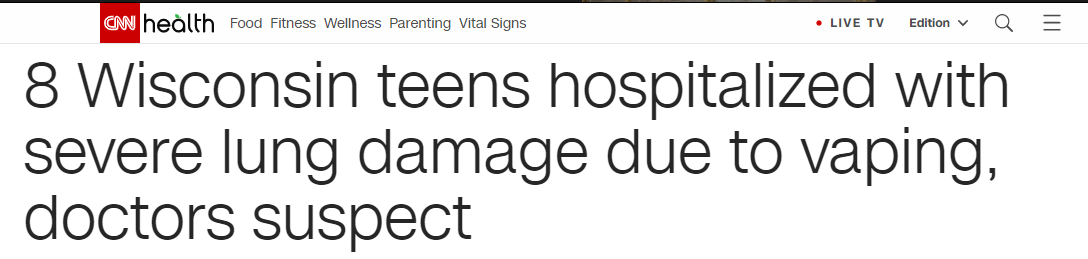 CNN health Food Fitness Wellness Parenting Vital Signs LIVE TV Edition
8 Wisconsin teens hospitalized with
severe lung damage due to vaping,
doctors suspect